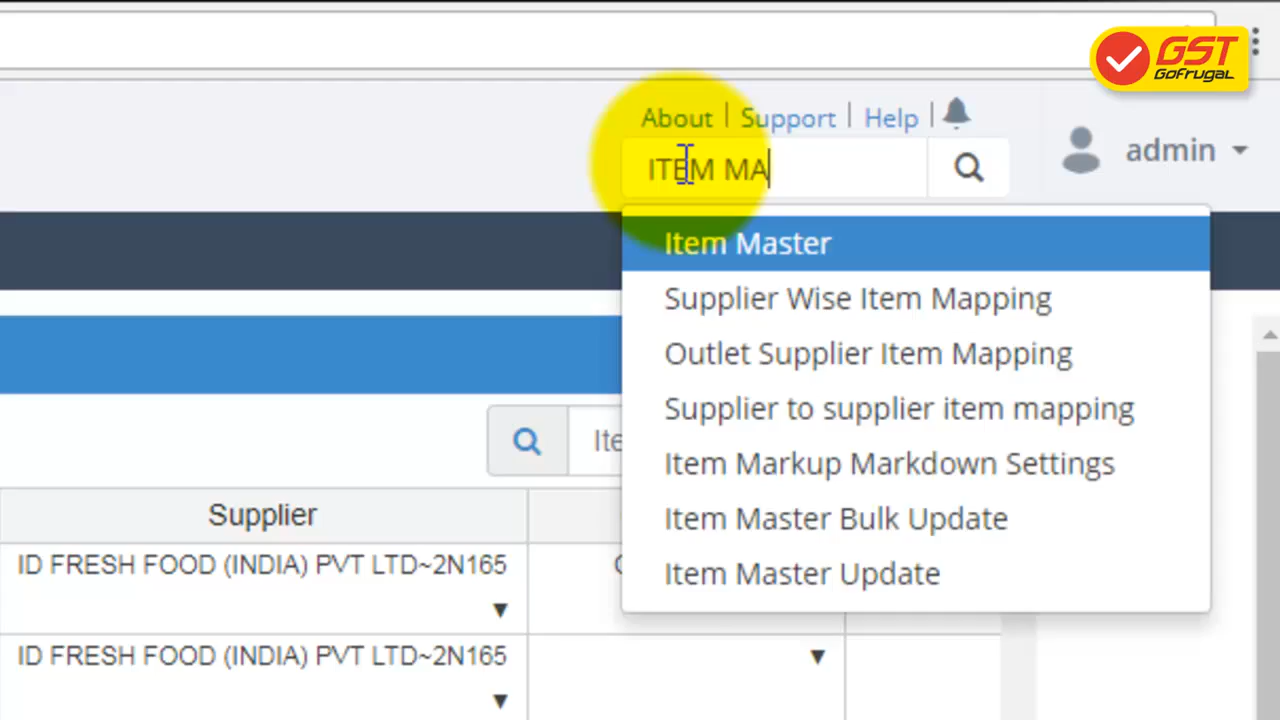 GST
GOFRUGAL
About | Support | Help |
ITEM MA
admin
Item Master
Supplier Wise Item Mapping
Outlet Supplier Item Mapping
Supplier to supplier item mapping
Item Markup Markdown Settings
Item Master Bulk Update
Item Master Update
Supplier
ID FRESH FOOD (INDIA) PVT LTD~2N165
ID FRESH FOOD (INDIA) PVT LTD~2N165